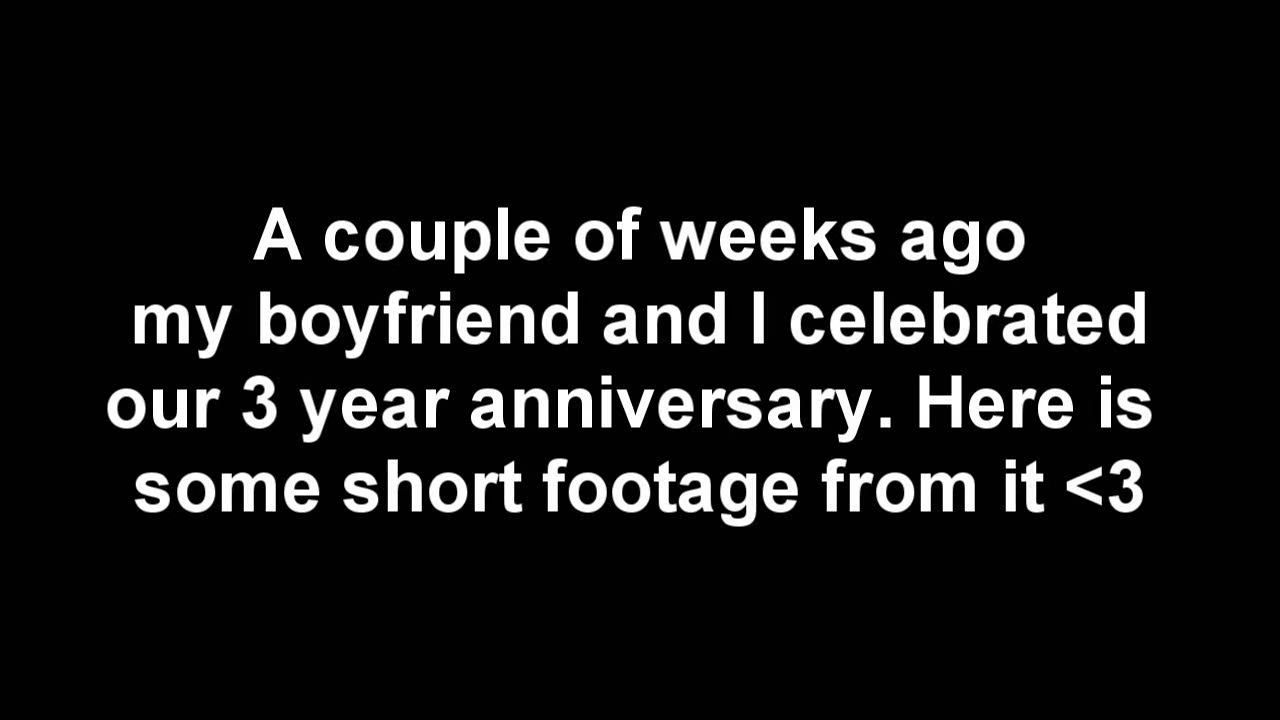 A couple of weeks ago
my boyfriend and I celebrated
our 3 year anniversary. Here is
some short footage from it <3